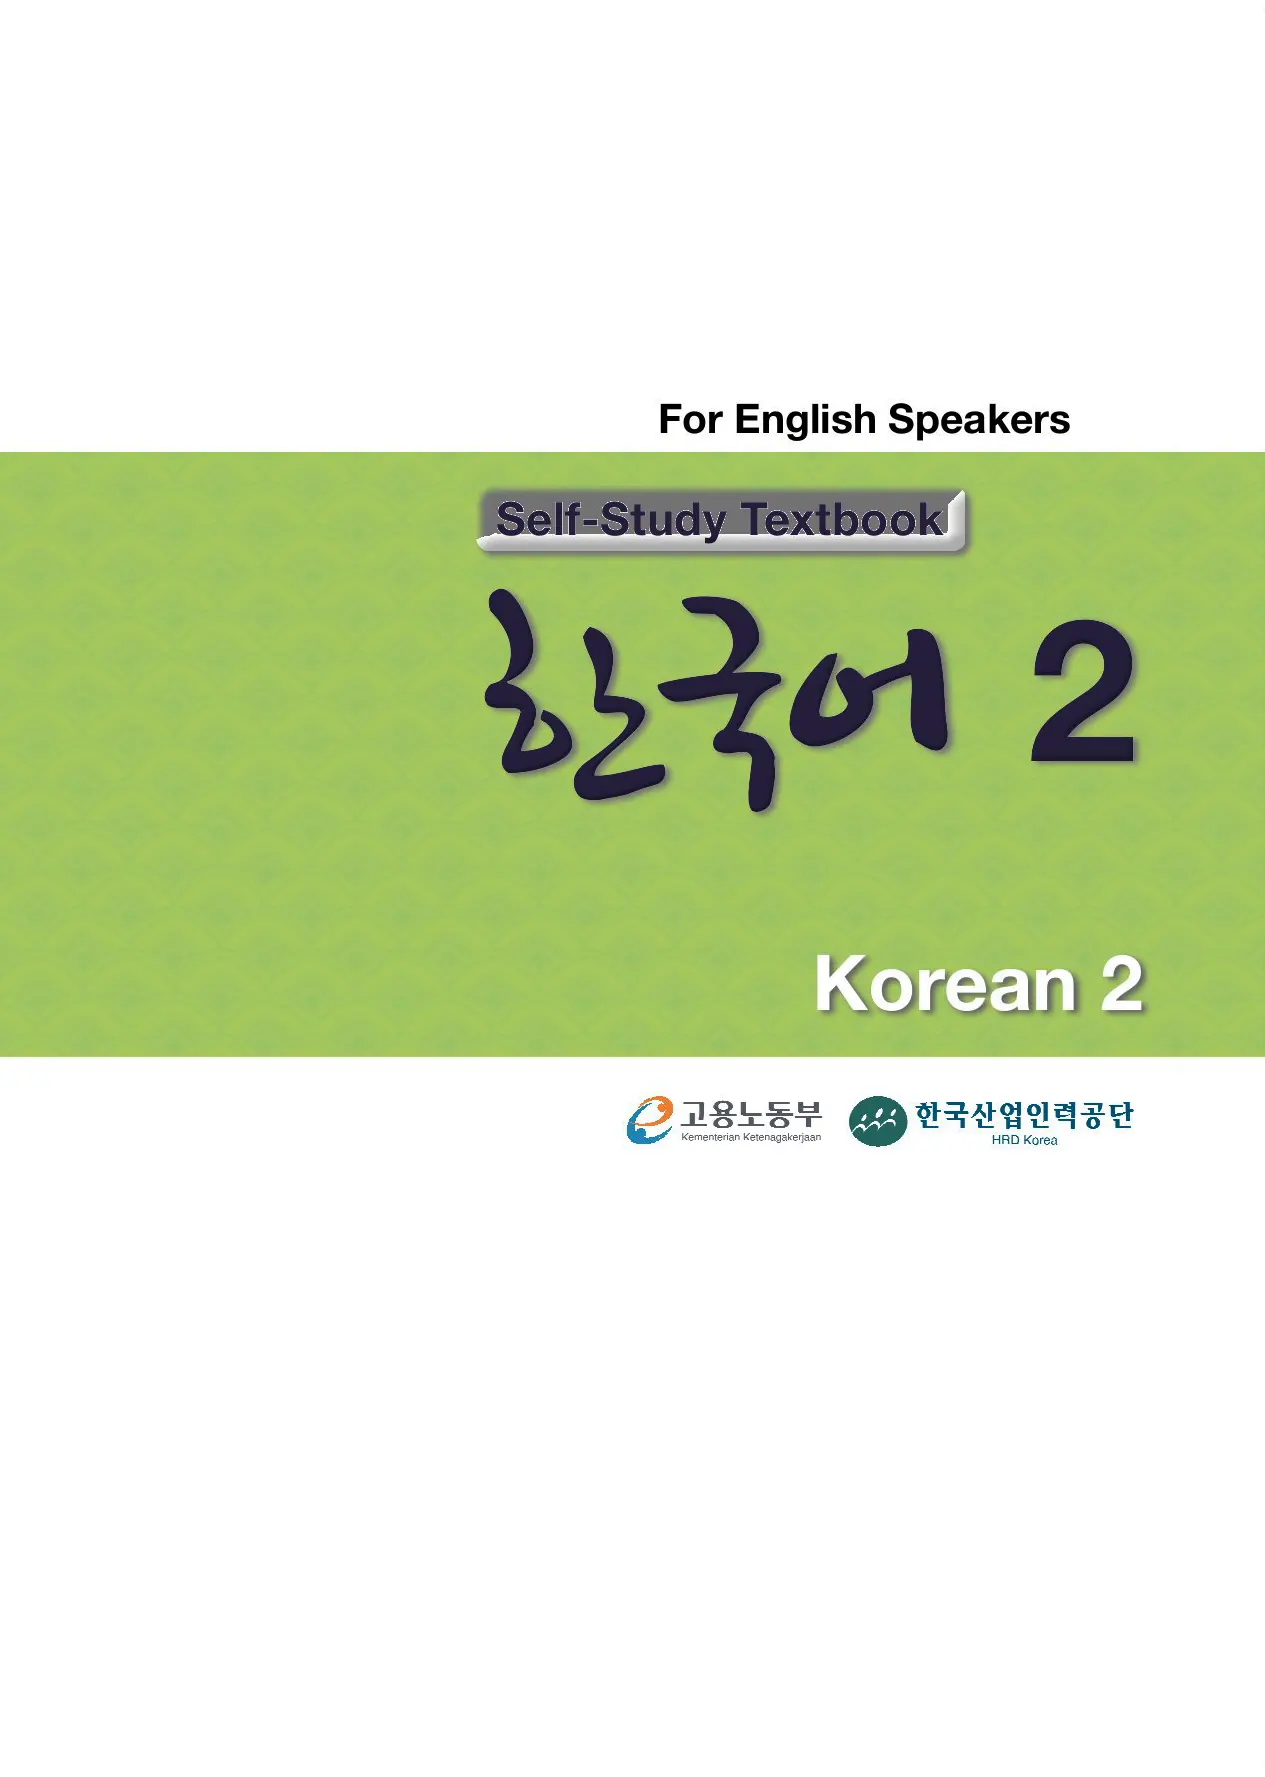 For English Speakers
Self-Study Textbook
한국어 2
Korean 2
고용노동부
Kementerian Ketenagakerjaan
한국산업인력공단
HRD Korea